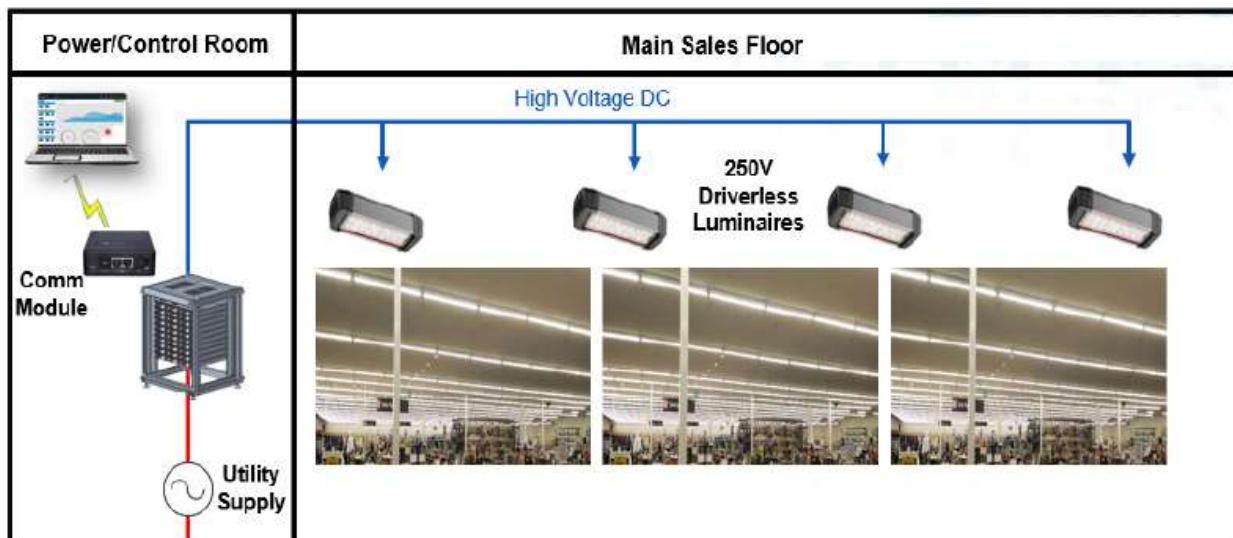 Power/Control Room
Main Sales Floor
High Voltage DC
250V
Driverless
Luminaires
Comm
Module
Utility
Supply